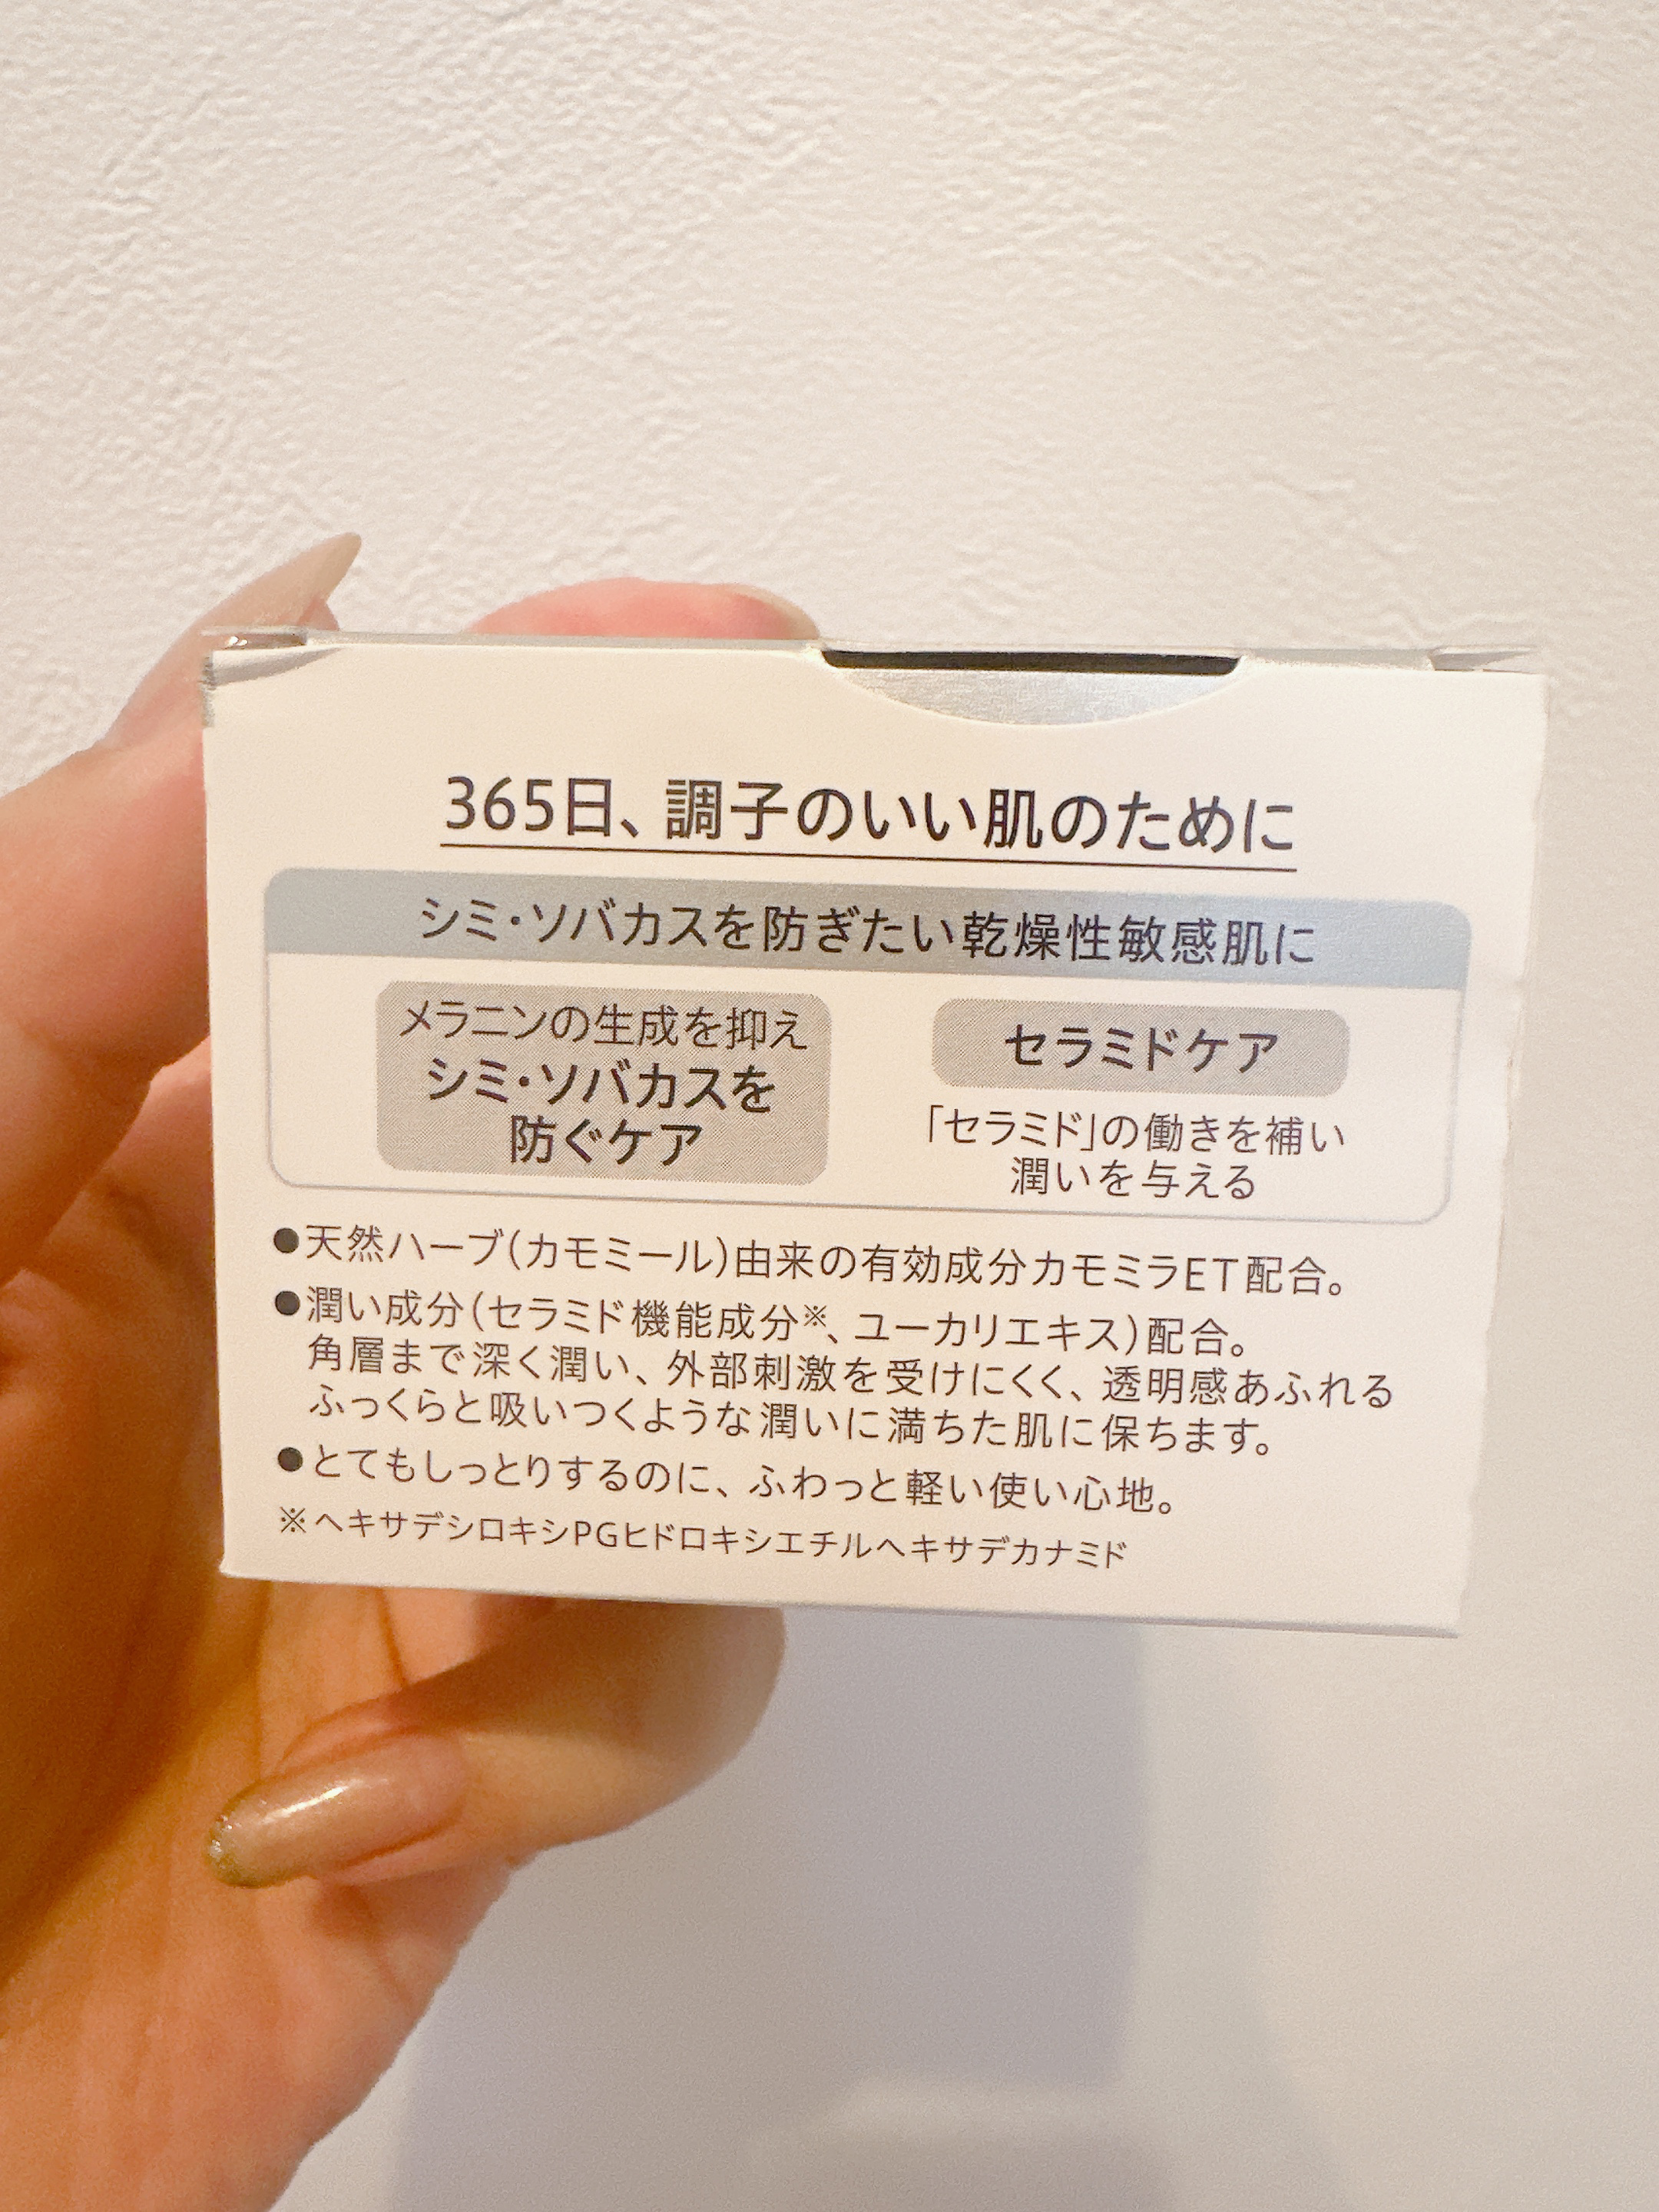 365日、調子のいい肌のために
シミ・ソバカスを防ぎたい乾燥性敏感肌に
メラニンの生成を抑え
シミ・ソバカスを
防ぐケア
セラミドケア
「セラミド」の働きを補い
潤いを与える
●天然ハーブ(カモミール)由来の有効成分カモミラET配合。
●潤い成分(セラミド機能成分※、ユーカリエキス)配合。
角層まで深く潤い、外部刺激を受けにくく、透明感あふれる
ふっくらと吸いつくような潤いに満ちた肌に保ちます。
●とてもしっとりするのに、ふわっと軽い使い心地。
※ヘキサデシロキシPGヒドロキシエチルヘキサデカナミド